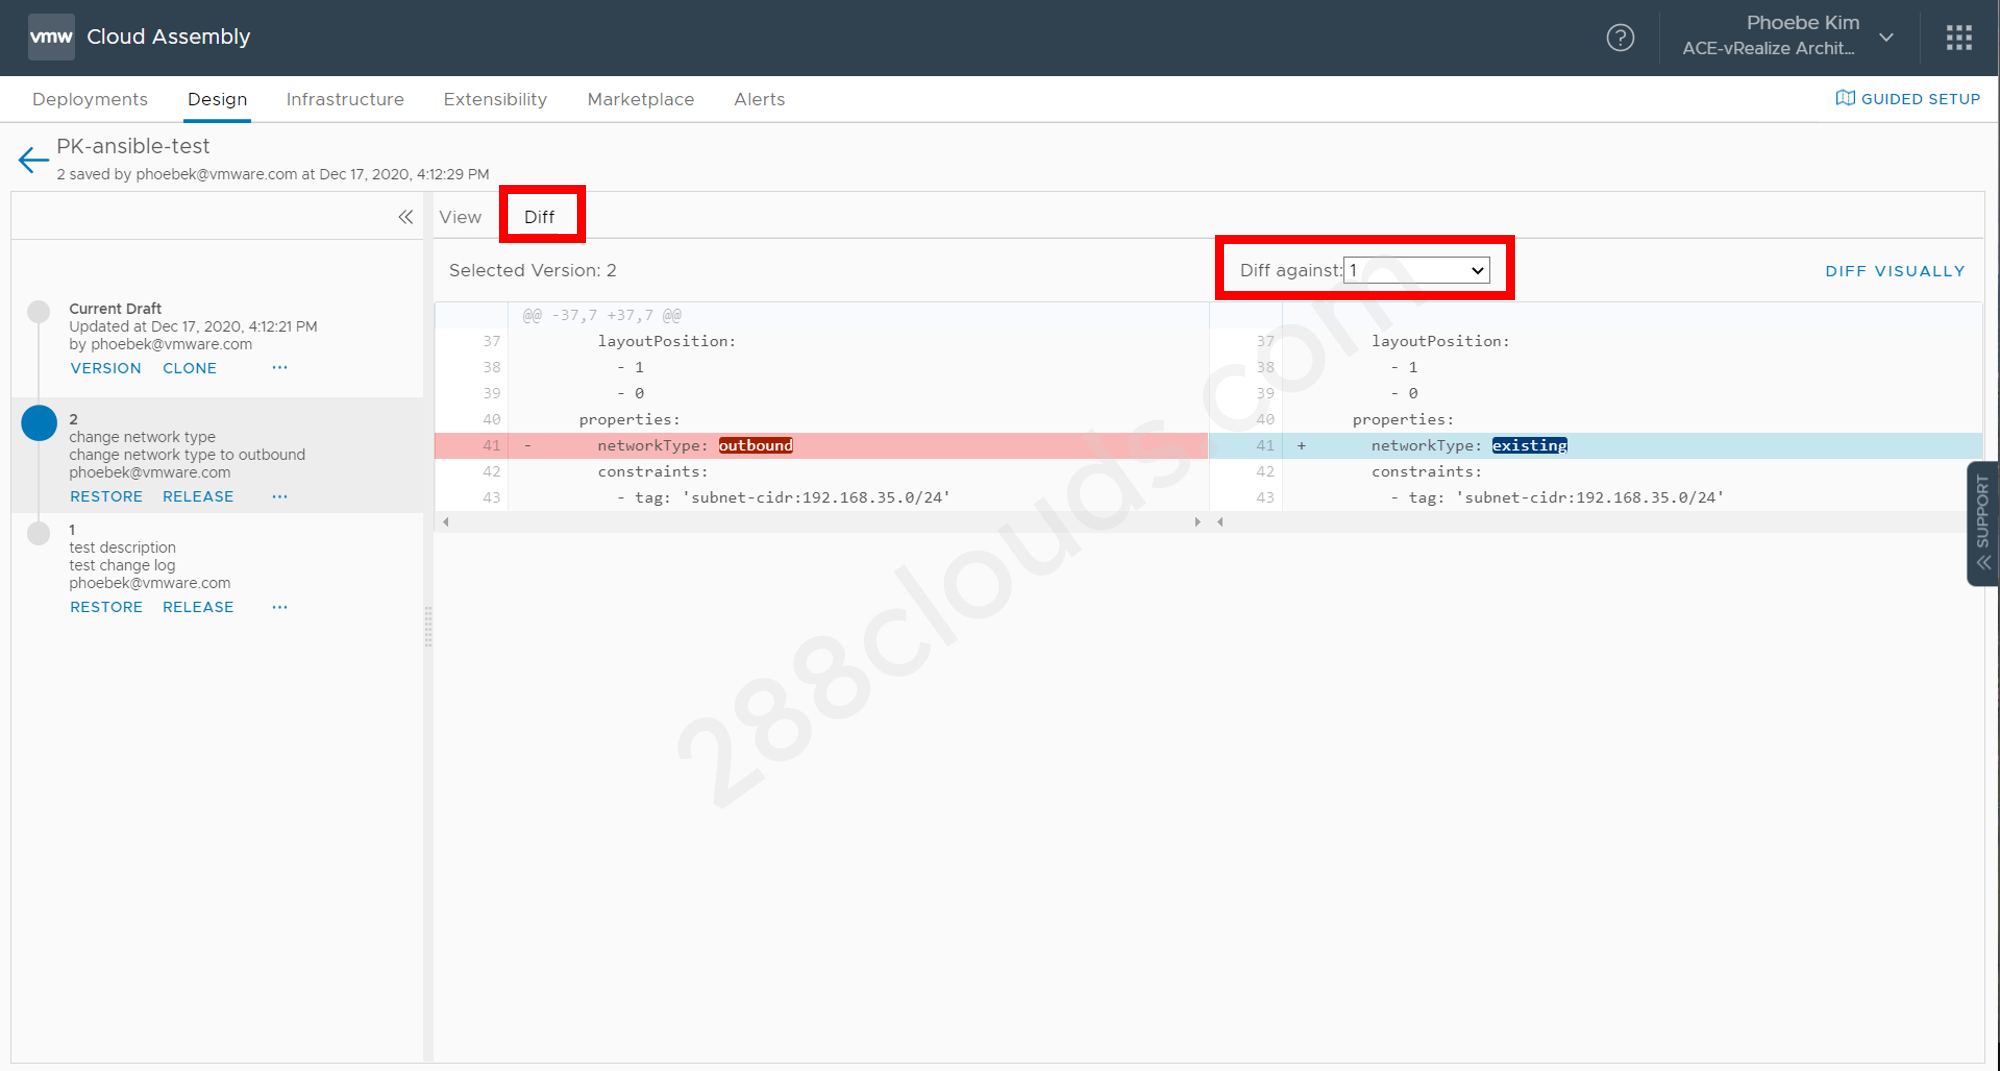 vmw Cloud Assembly
Phoebe Kim
ACE-vRealize Archit...
Deployments Design Infrastructure Extensibility Marketplace Alerts GUIDED SETUP
PK-ansible-test
2 saved by phoebek@vmware.com at Dec 17, 2020, 4:12:29 PM
View Diff
Selected Version: 2
Diff against: 1
DIFF VISUALLY
Current Draft
Updated at Dec 17, 2020, 4:12:21 PM
by phoebek@vmware.com
VERSION CLONE ...
2
change network type
change network type to outbound
phoebek@vmware.com
RESTORE RELEASE ...
1
test description
test change log
phoebek@vmware.com
RESTORE RELEASE ...
@@ -37,7 +37,7 @@
37 layoutPosition:
38 - 1
39 - 0
40 properties:
41 - networkType: outbound
42 constraints:
43 - tag: 'subnet-cidr:192.168.35.0/24'
37 layoutPosition:
38 - 1
39 - 0
40 properties:
41 + networkType: existing
42 constraints:
43 - tag: 'subnet-cidr:192.168.35.0/24'
SUPPORT
288clouds.com